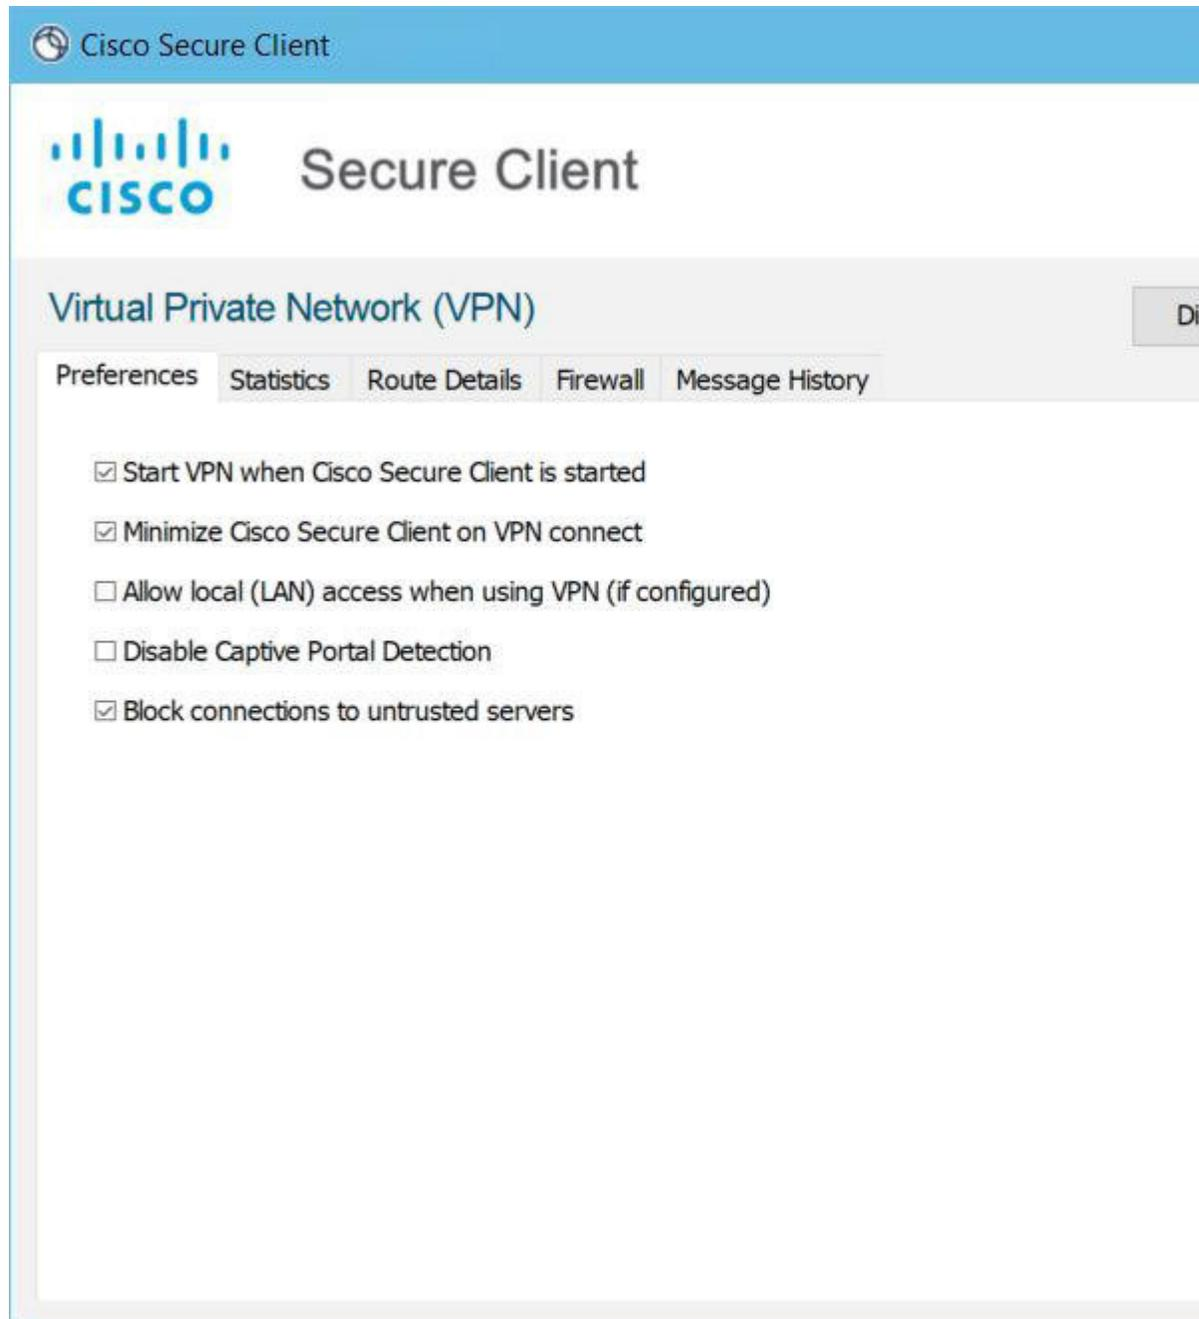 Cisco Secure Client
CISCO
Secure Client
Virtual Private Network (VPN)
Di
Preferences Statistics Route Details Firewall Message History
Start VPN when Cisco Secure Client is started
Minimize Cisco Secure Client on VPN connect
Allow local (LAN) access when using VPN (if configured)
Disable Captive Portal Detection
Block connections to untrusted servers